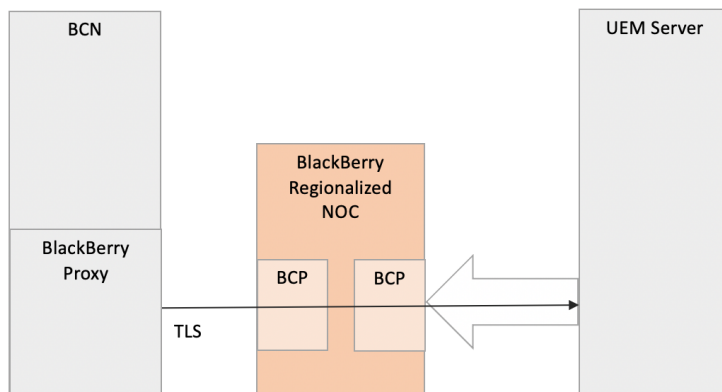 BCN
UEM Server
BlackBerry
Regionalized
NOC
BlackBerry
Proxy
BCP
BCP
TLS